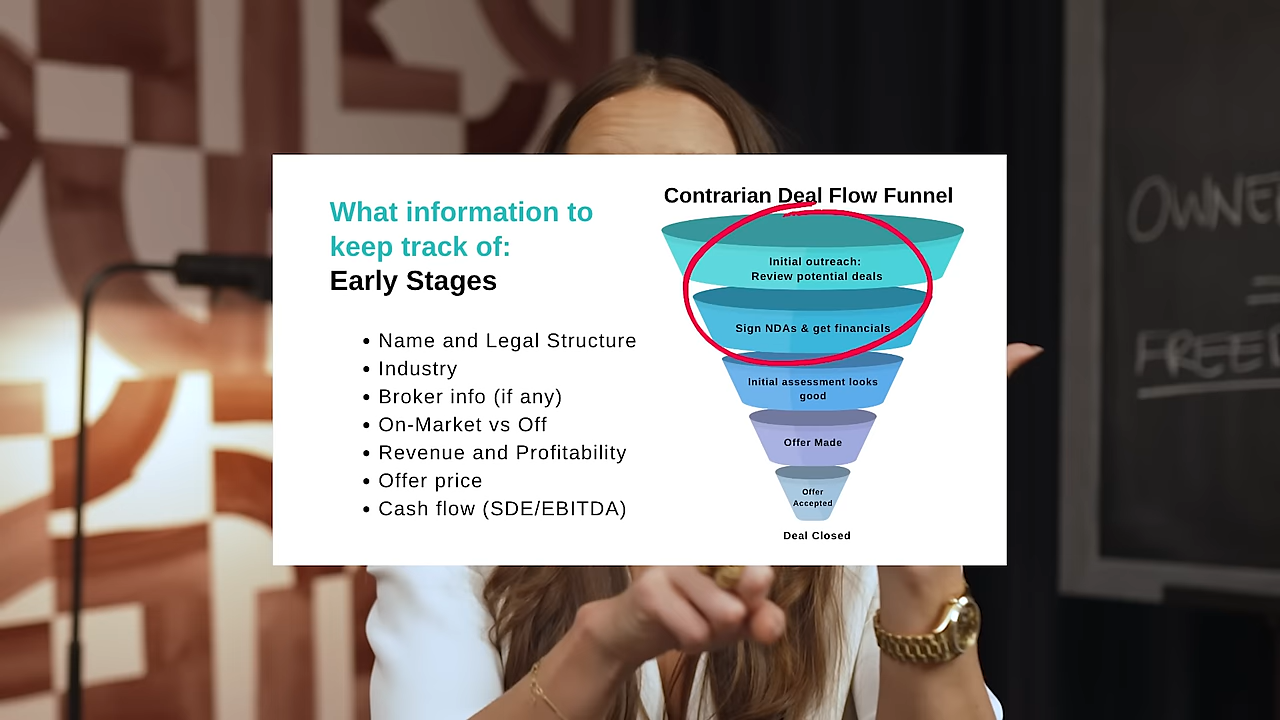 What information to
keep track of:
Early Stages
• Name and Legal Structure
• Industry
• Broker info (if any)
• On-Market vs Off
• Revenue and Profitability
• Offer price
• Cash flow (SDE/EBITDA)
Contrarian Deal Flow Funnel
Initial outreach:
Review potential deals
Sign NDAs & get financials
Initial assessment looks
good
Offer Made
Offer
Accepted
Deal Closed
OWNE
=
FREED